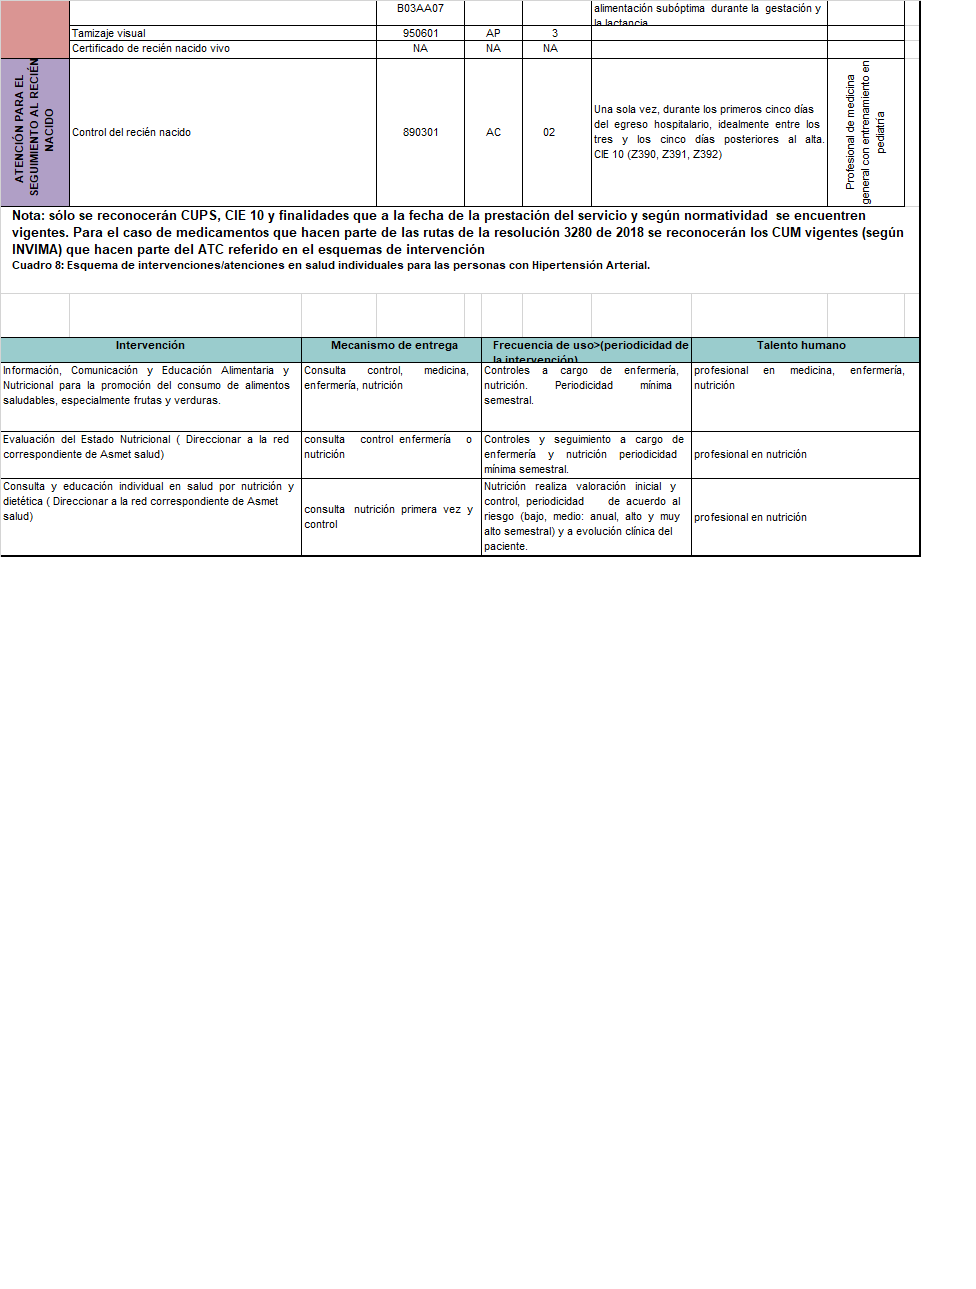 B03AA07
alimentación subóptima durante la gestación y
la lactancia
Tamizaje visual 950601 AP 3
Certificado de recién nacido vivo NA NA NA
ATENCIÓN PARA EL
SEGUIMIENTO AL RECIÉN
NACIDO
Control del recién nacido 890301 AC 02
Una sola vez, durante los primeros cinco días
del egreso hospitalario, idealmente entre los
tres y los cinco días posteriores al alta.
CIE 10 (Z390, Z391, Z392)
Profesional de medicina
general con entrenamiento en
pediatría
Nota: sólo se reconocerán CUPS, CIE 10 y finalidades que a la fecha de la prestación del servicio y según normatividad se encuentren
vigentes. Para el caso de medicamentos que hacen parte de las rutas de la resolución 3280 de 2018 se reconocerán los CUM vigentes (según
INVIMA) que hacen parte del ATC referido en el esquemas de intervención
Cuadro 8: Esquema de intervenciones/atenciones en salud individuales para las personas con Hipertensión Arterial.
Intervención
Mecanismo de entrega
Frecuencia de uso>(periodicidad de
la intervención)
Talento humano
Información, Comunicación y Educación Alimentaria y
Nutricional para la promoción del consumo de alimentos
saludables, especialmente frutas y verduras.
Consulta control, medicina,
enfermería, nutrición
Controles a cargo de enfermería,
nutrición. Periodicidad mínima
semestral.
profesional en medicina, enfermería,
nutrición
Evaluación del Estado Nutricional ( Direccionar a la red
correspondiente de Asmet salud)
consulta control enfermería o
nutrición
Controles y seguimiento a cargo de
enfermería y nutrición periodicidad
mínima semestral.
profesional en nutrición
Consulta y educación individual en salud por nutrición y
dietética ( Direccionar a la red correspondiente de Asmet
salud)
consulta nutrición primera vez y
control
Nutrición realiza valoración inicial y
control, periodicidad de acuerdo al
riesgo (bajo, medio: anual, alto y muy
alto semestral) y a evolución clínica del
paciente.
profesional en nutrición